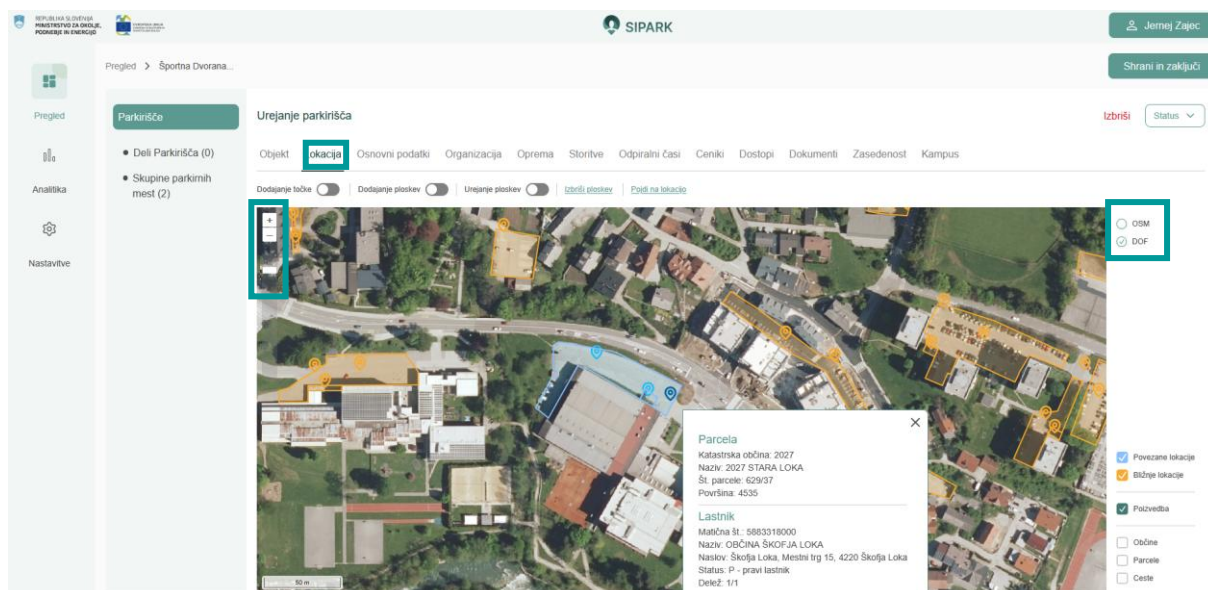 REPUBLIKA SLOVENIJA
MINISTRSTVO ZA OKOLJE,
PODNEBJE IN ENERGIJO
SIPARK
Jernej Zajec
Pregled > Športna Dvorana...
Shrani in zaključi
Pregled
Analitika
Nastavitve
Parkirišče
Deli Parkirišča (0)
Skupine parkirnih
mest (2)
Urejanje parkirišča
Izbriši
Status
Objekt Lokacija Osnovni podatki Organizacija Oprema Storitve Odpiralni časi Ceniki Dostopi Dokumenti Zasedenost Kampus
Dodajanje točke Dodajanje ploskev Urejanje ploskev Izbriši ploskev Pojdi na lokacijo
+
−
OSM
DOF
Parcela
Katastrska občina: 2027
Naziv: 2027 STARA LOKA
Št. parcele: 629/37
Površina: 4535
Lastnik
Matična št.: 5883318000
Naziv: OBČINA ŠKOFJA LOKA
Naslov: Škofja Loka, Mestni trg 15, 4220 Škofja Loka
Status: P - pravi lastnik
Delež: 1/1
Povezane lokacije
Bližnje lokacije
Poizvedba
Občine
Parcele
Ceste
50 m